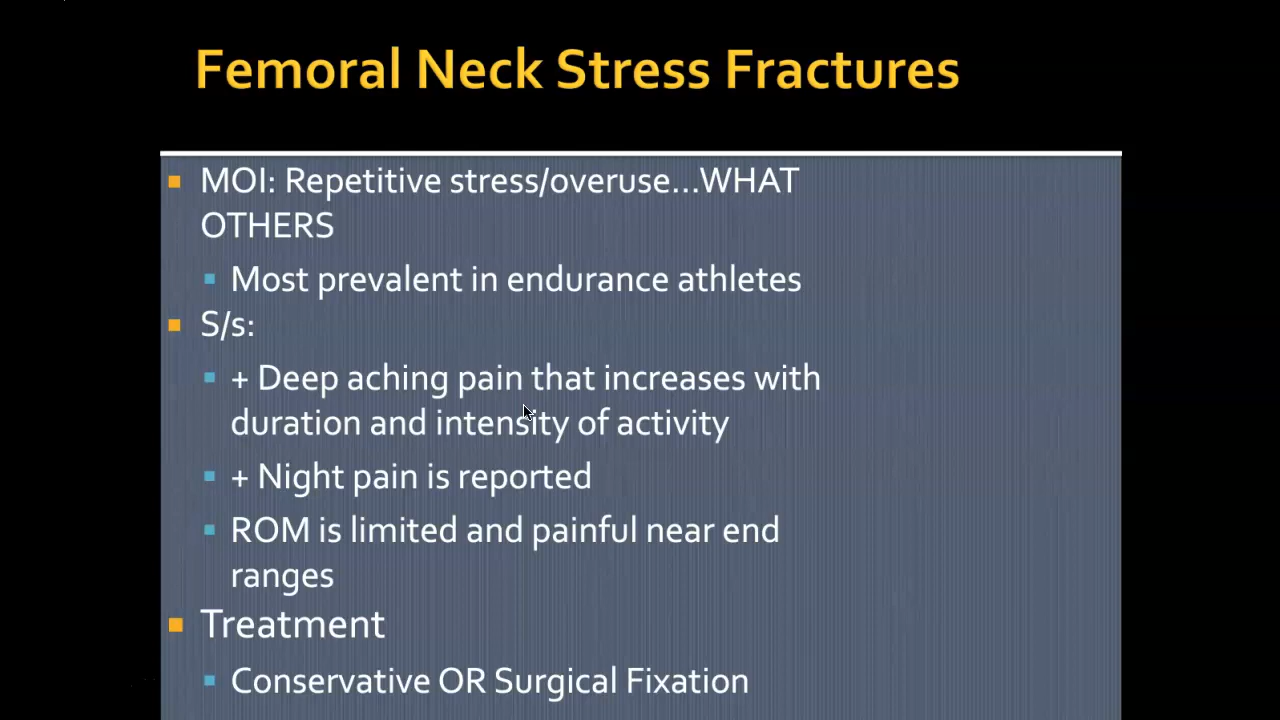 Femoral Neck Stress Fractures
MOI: Repetitive stress/overuse...WHAT
OTHERS
Most prevalent in endurance athletes
S/s:
+ Deep aching pain that increases with
duration and intensity of activity
+ Night pain is reported
ROM is limited and painful near end
ranges
Treatment
Conservative OR Surgical Fixation